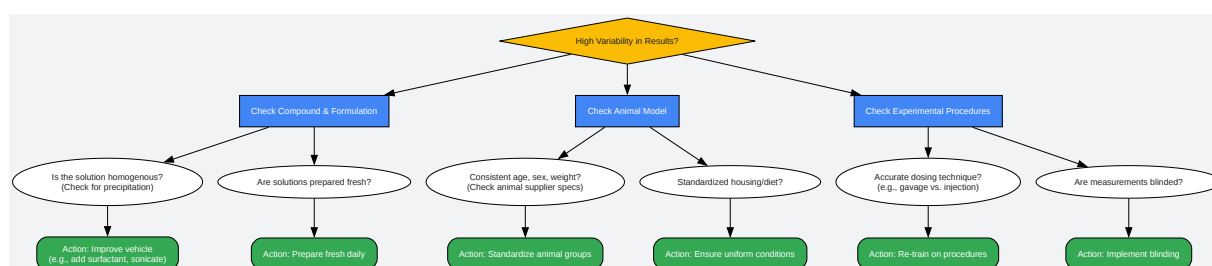 High Variability in Results?
Check Compound & Formulation
Check Animal Model
Check Experimental Procedures
Is the solution homogenous?
(Check for precipitation)
Are solutions prepared fresh?
Consistent age, sex, weight?
(Check animal supplier specs)
Standardized housing/diet?
Accurate dosing technique?
(e.g., gavage vs. injection)
Are measurements blinded?
Action: Improve vehicle
(e.g., add surfactant, sonicate)
Action: Prepare fresh daily
Action: Standardize animal groups
Action: Ensure uniform conditions
Action: Re-train on procedures
Action: Implement blinding